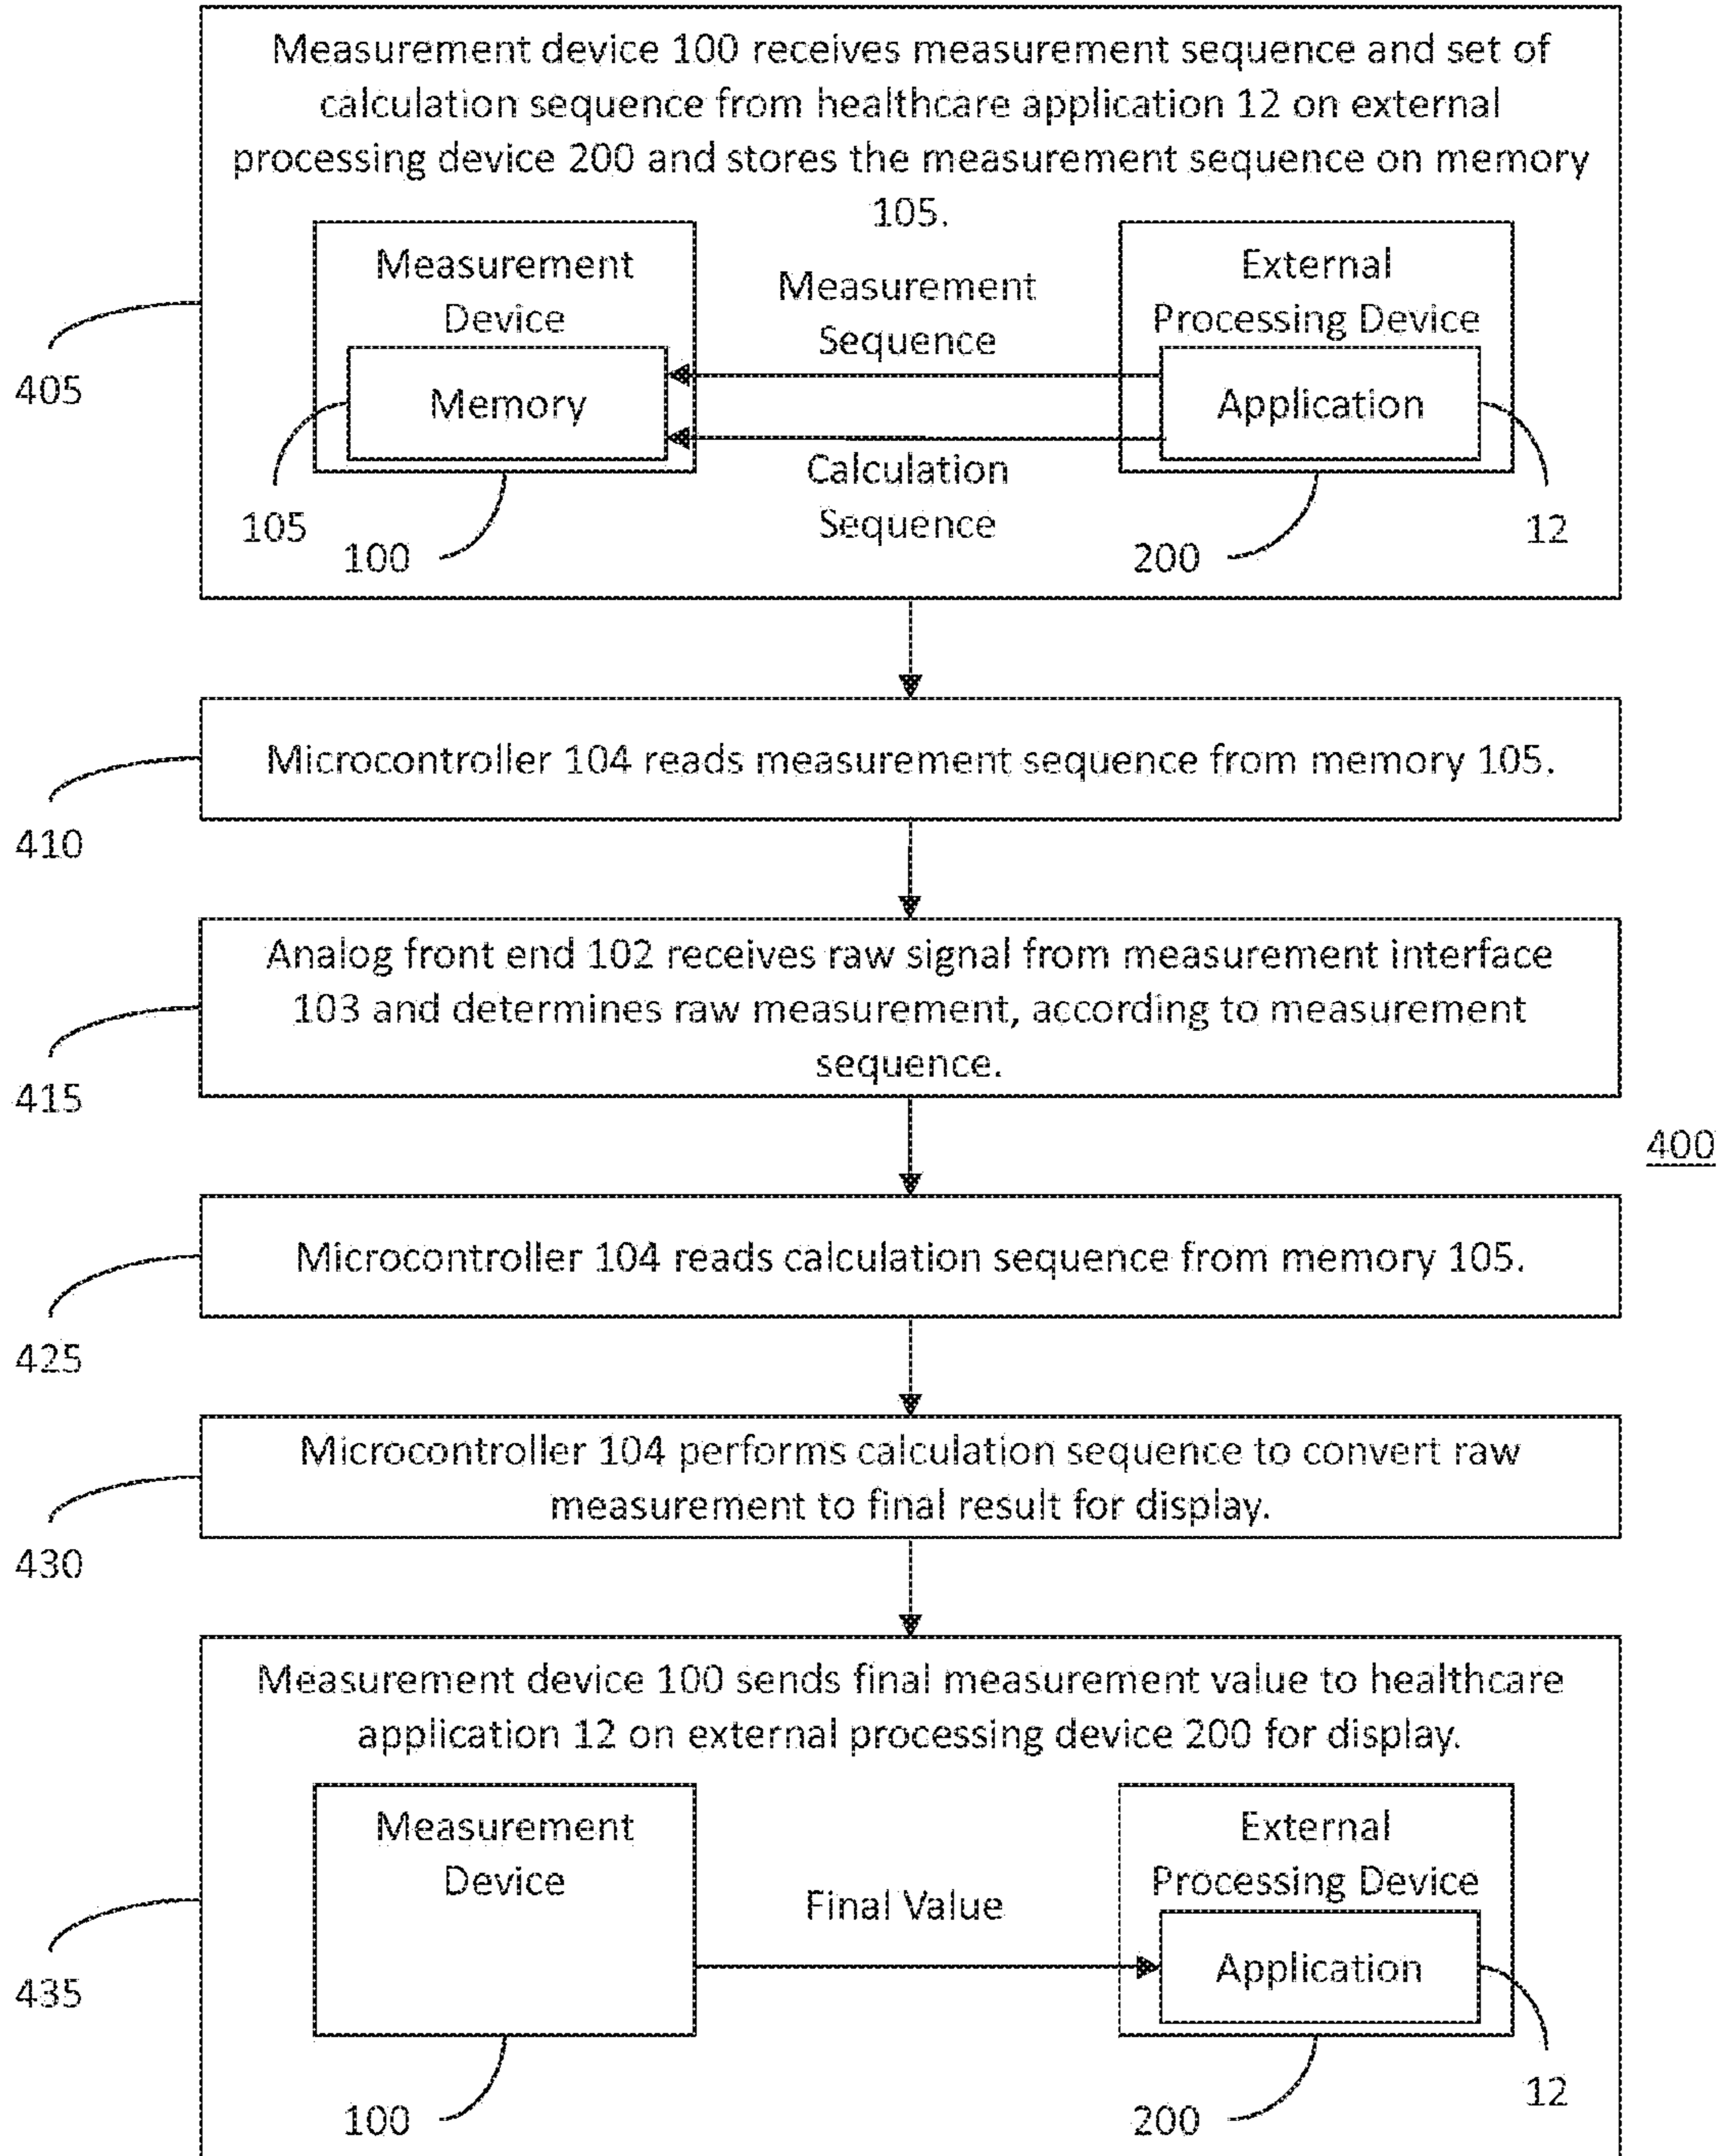 Measurement device 100 receives measurement sequence and set of
calculation sequence from healthcare application 12 on external
processing device 200 and stores the measurement sequence on memory
105.
Measurement
Device
Memory
Measurement
Sequence
Calculation
Sequence
External
Processing Device
Application
405
105
100
200
12
Microcontroller 104 reads measurement sequence from memory 105.
410
Analog front end 102 receives raw signal from measurement interface
103 and determines raw measurement, according to measurement
sequence.
415
400
Microcontroller 104 reads calculation sequence from memory 105.
425
Microcontroller 104 performs calculation sequence to convert raw
measurement to final result for display.
430
Measurement device 100 sends final measurement value to healthcare
application 12 on external processing device 200 for display.
Measurement
Device
Final Value
External
Processing Device
Application
435
100
200
12